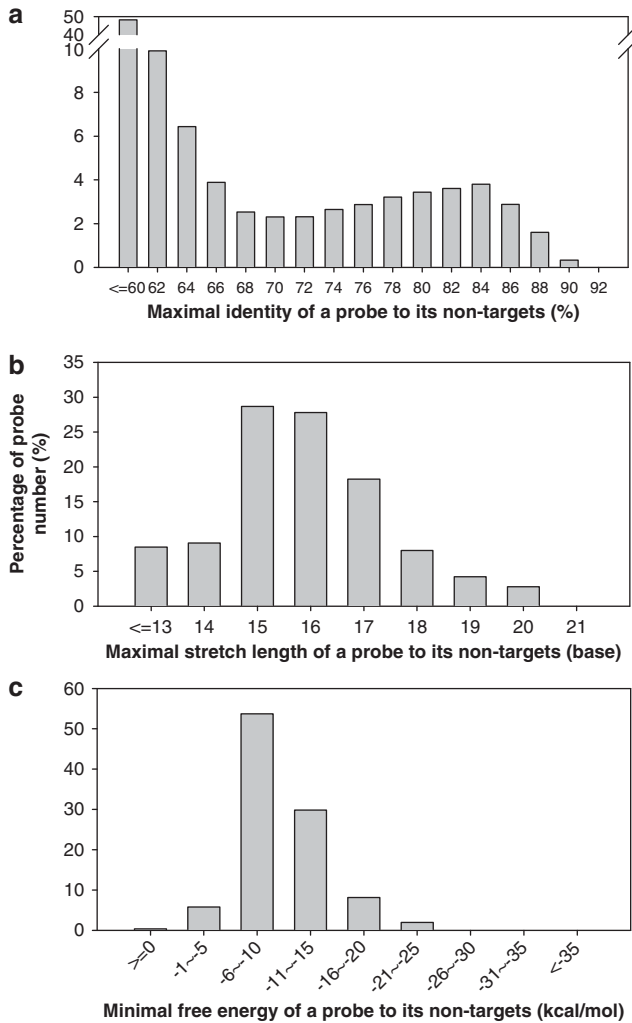 a
50
40
10
8
6
4
2
0
<=60 62 64 66 68 70 72 74 76 78 80 82 84 86 88 90 92
Maximal identity of a probe to its non-targets (%)
b
Percentage of probe
number (%)
35
30
25
20
15
10
5
0
<=13 14 15 16 17 18 19 20 21
Maximal stretch length of a probe to its non-targets (base)
c
60
50
40
30
20
10
0
>=0 -1~-5 -6~-10 -11~-15 -16~-20 -21~-25 -26~-30 -31~-35 <-35
Minimal free energy of a probe to its non-targets (kcal/mol)